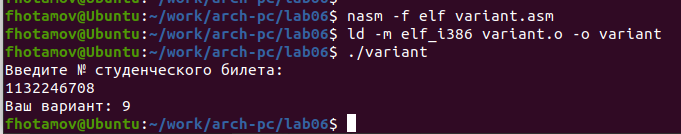 fhotamov@Ubuntu:~/work/arch-pc/lab06$ nasm -f elf variant.asm
fhotamov@Ubuntu:~/work/arch-pc/lab06$ ld -m elf_i386 variant.o -o variant
fhotamov@Ubuntu:~/work/arch-pc/lab06$ ./variant
Введите № студенческого билета:
1132246708
Ваш вариант: 9
fhotamov@Ubuntu:~/work/arch-pc/lab06$